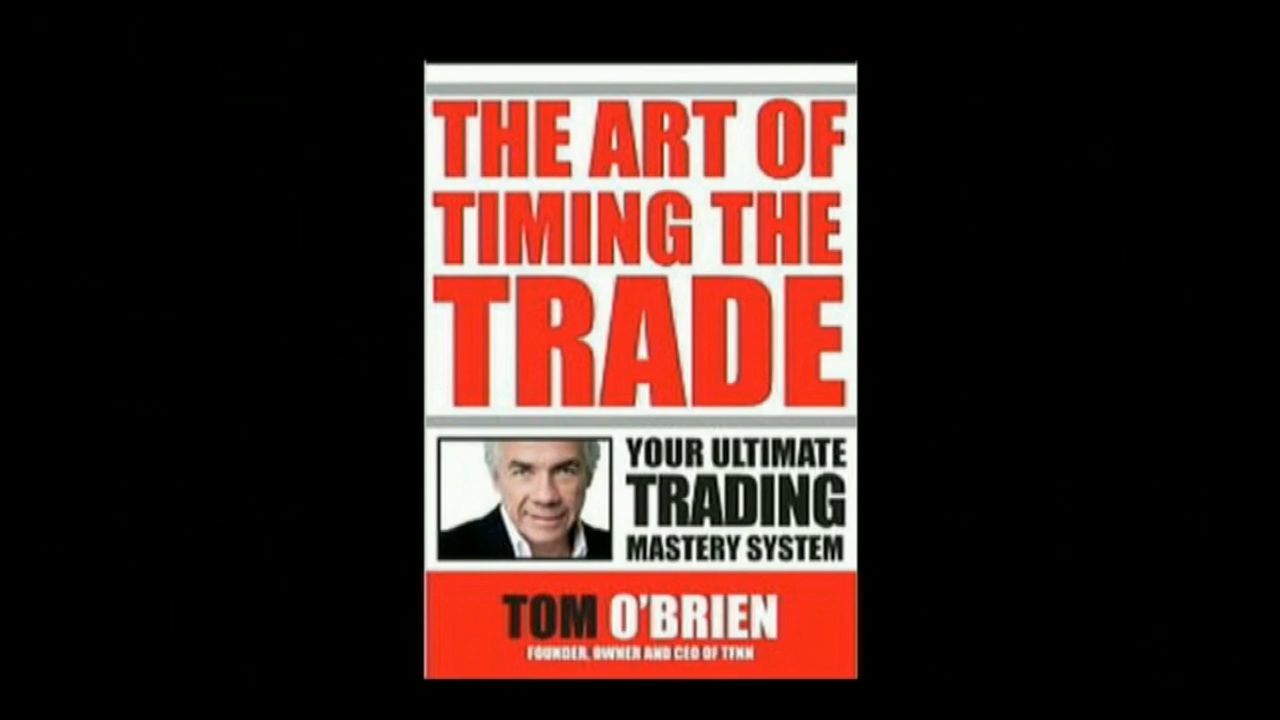 THE ART OF
TIMING THE
TRADE
YOUR ULTIMATE
TRADING
MASTERY SYSTEM
TOM O'BRIEN
FOUNDER, OWNER AND CEO OF TFNN